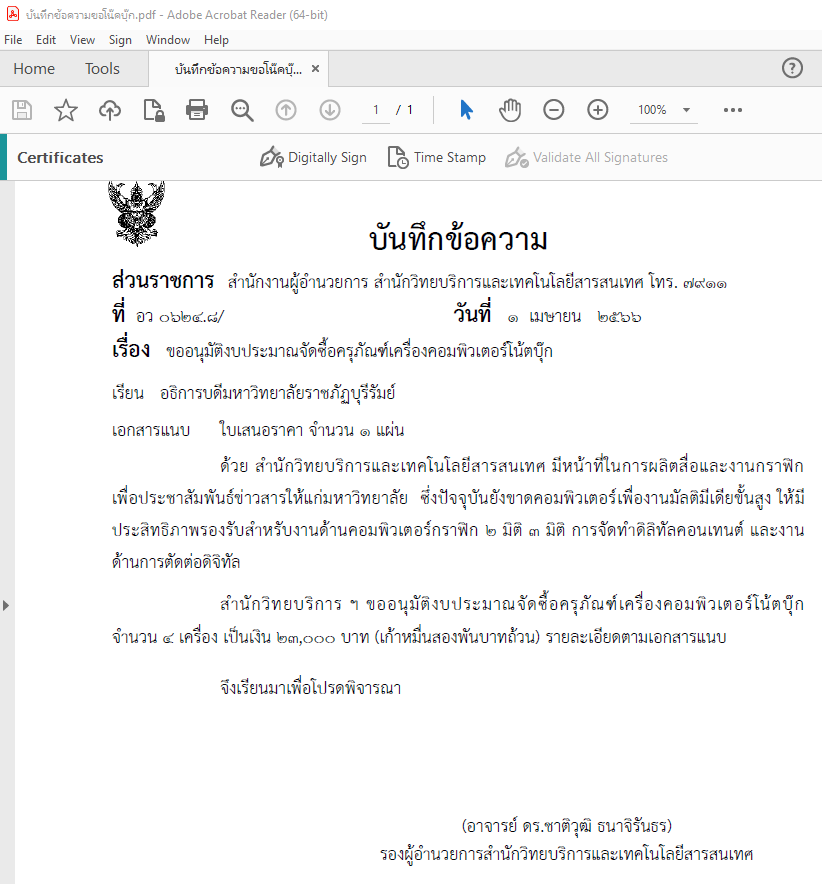 บันทึกข้อความขอโน๊คบุ๊ก.pdf - Adobe Acrobat Reader (64-bit)
File Edit View Sign Window Help
Home Tools บันทึกข้อความขอโน๊คบุ๊... ×
1 / 1 100%
Certificates Digitally Sign Time Stamp Validate All Signatures
บันทึกข้อความ
ส่วนราชการ สำนักงานผู้อำนวยการ สำนักวิทยบริการและเทคโนโลยีสารสนเทศ โทร. ๗๙๑๑
ที่ อว ๐๖๒๔.๘/ วันที่ ๑ เมษายน ๒๕๖๖
เรื่อง ขออนุมัติงบประมาณจัดซื้อครุภัณฑ์เครื่องคอมพิวเตอร์โน้ตบุ๊ก
เรียน อธิการบดีมหาวิทยาลัยราชภัฏบุรีรัมย์
เอกสารแนบ ใบเสนอราคา จำนวน ๑ แผ่น
ด้วย สำนักวิทยบริการและเทคโนโลยีสารสนเทศ มีหน้าที่ในการผลิตสื่อและงานกราฟิก
เพื่อประชาสัมพันธ์ข่าวสารให้แก่มหาวิทยาลัย ซึ่งปัจจุบันยังขาดคอมพิวเตอร์เพื่องานมัลติมีเดียขั้นสูง ให้มี
ประสิทธิภาพรองรับสำหรับงานด้านคอมพิวเตอร์กราฟิก ๒ มิติ ๓ มิติ การจัดทำดิลิทัลคอนเทนต์ และงาน
ด้านการตัดต่อดิจิทัล
สำนักวิทยบริการ ฯ ขออนุมัติงบประมาณจัดซื้อครุภัณฑ์เครื่องคอมพิวเตอร์โน้ตบุ๊ก
จำนวน ๔ เครื่อง เป็นเงิน ๒๓,๐๐๐ บาท (เก้าหมื่นสองพันบาทถ้วน) รายละเอียดตามเอกสารแนบ
จึงเรียนมาเพื่อโปรดพิจารณา
(อาจารย์ ดร.ชาติวุฒิ ธนาจิรันธร)
รองผู้อำนวยการสำนักวิทยบริการและเทคโนโลยีสารสนเทศ